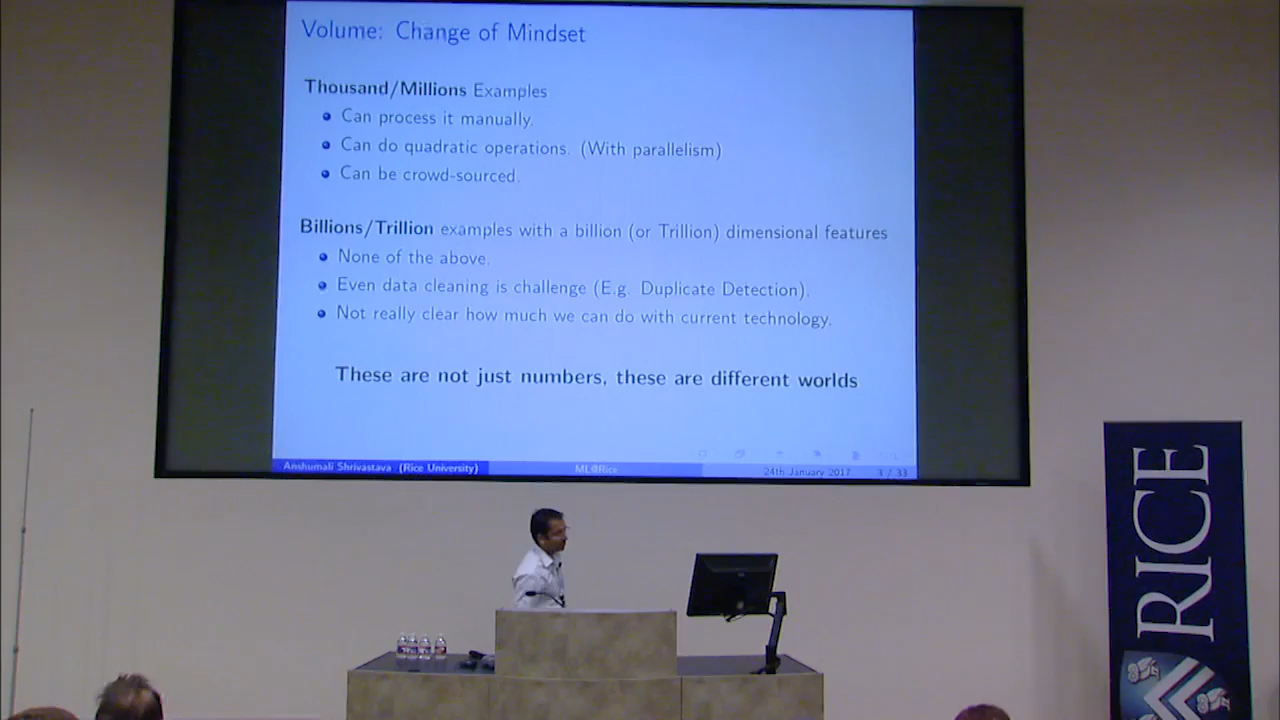 Volume: Change of Mindset
Thousand/Millions Examples
Can process it manually.
Can do quadratic operations. (With parallelism)
Can be crowd-sourced.
Billions/Trillion examples with a billion (or Trillion) dimensional features
None of the above.
Even data cleaning is challenge (E.g. Duplicate Detection).
Not really clear how much we can do with current technology.
These are not just numbers, these are different worlds
Anshumali Shrivastava (Rice University) ML@Rice 24th January 2017 3 / 33
RICE